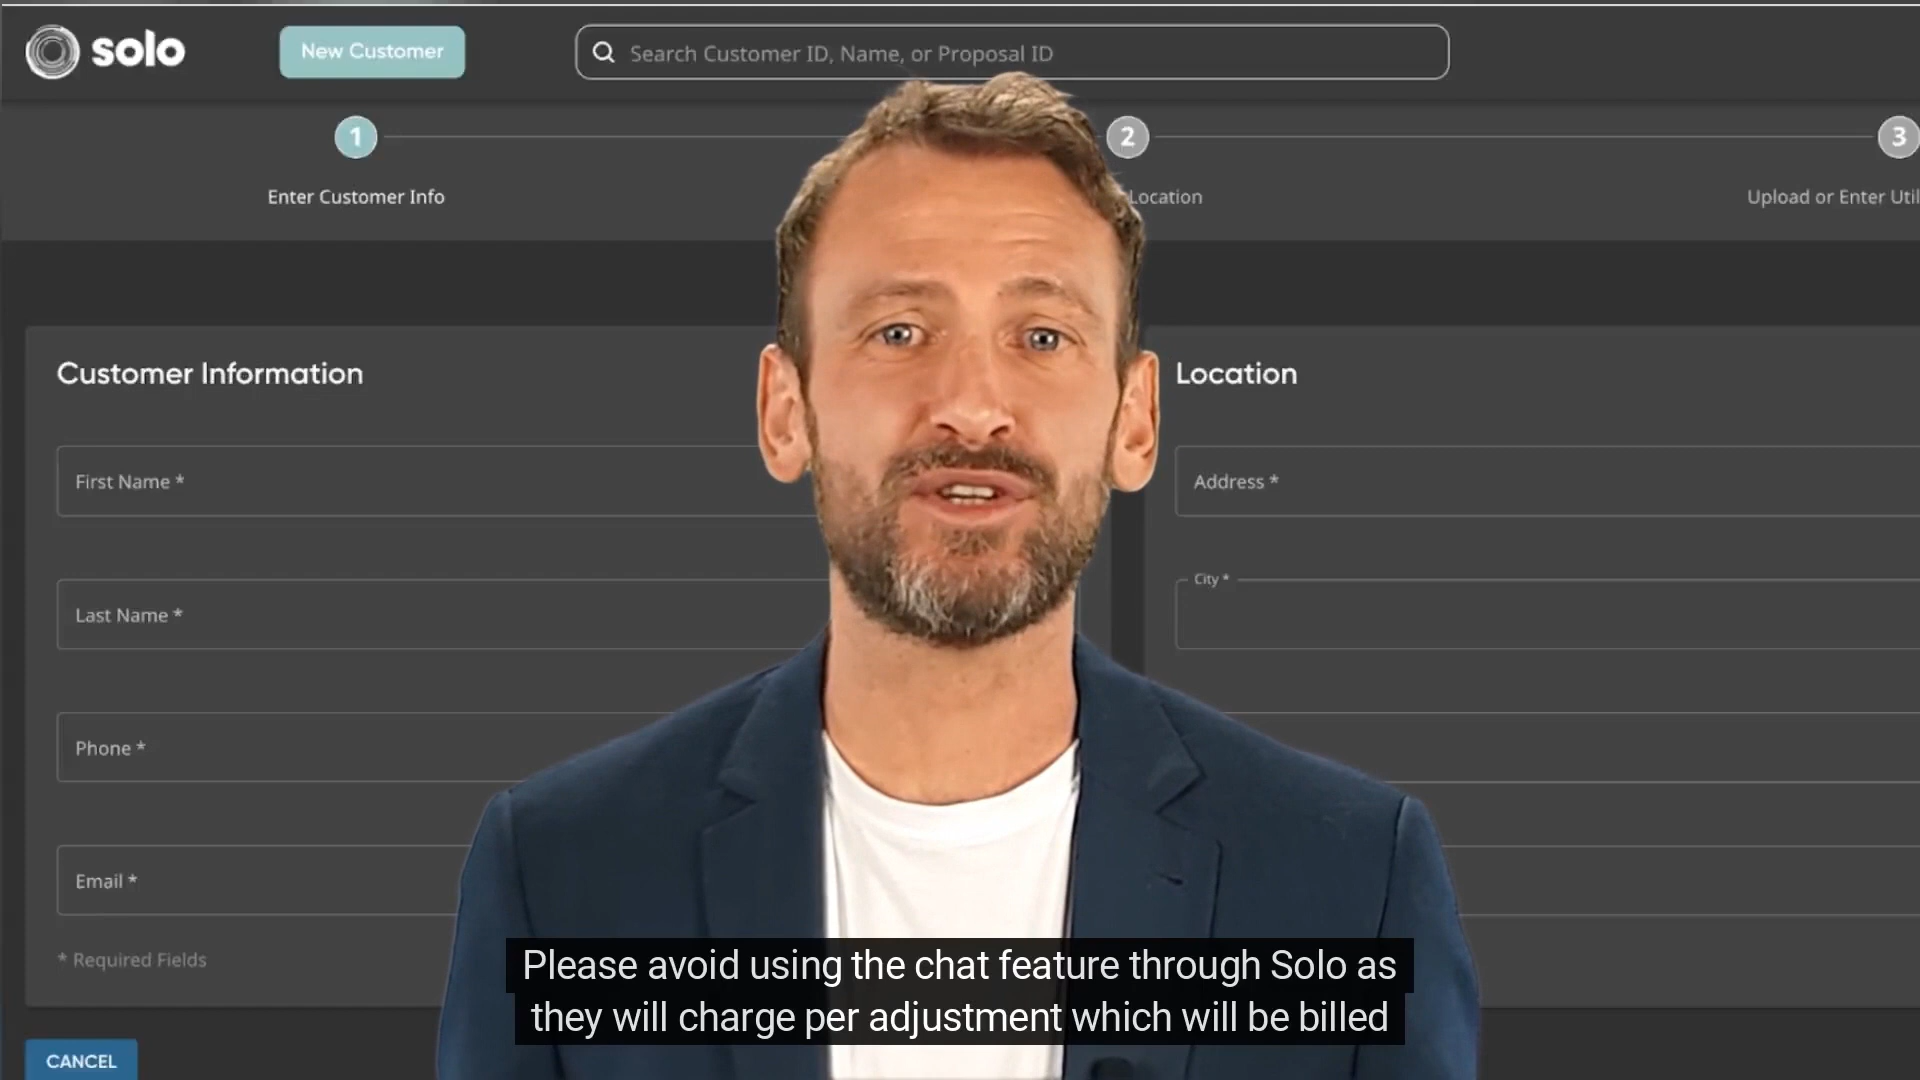 solo
New Customer
Search Customer ID, Name, or Proposal ID
1
2
3
Enter Customer Info
Location
Upload or Enter
Customer Information
Location
First Name *
Address *
Last Name *
City *
Phone *
Email *
* Required Fields
Please avoid using the chat feature through Solo as
they will charge per adjustment which will be billed
CANCEL